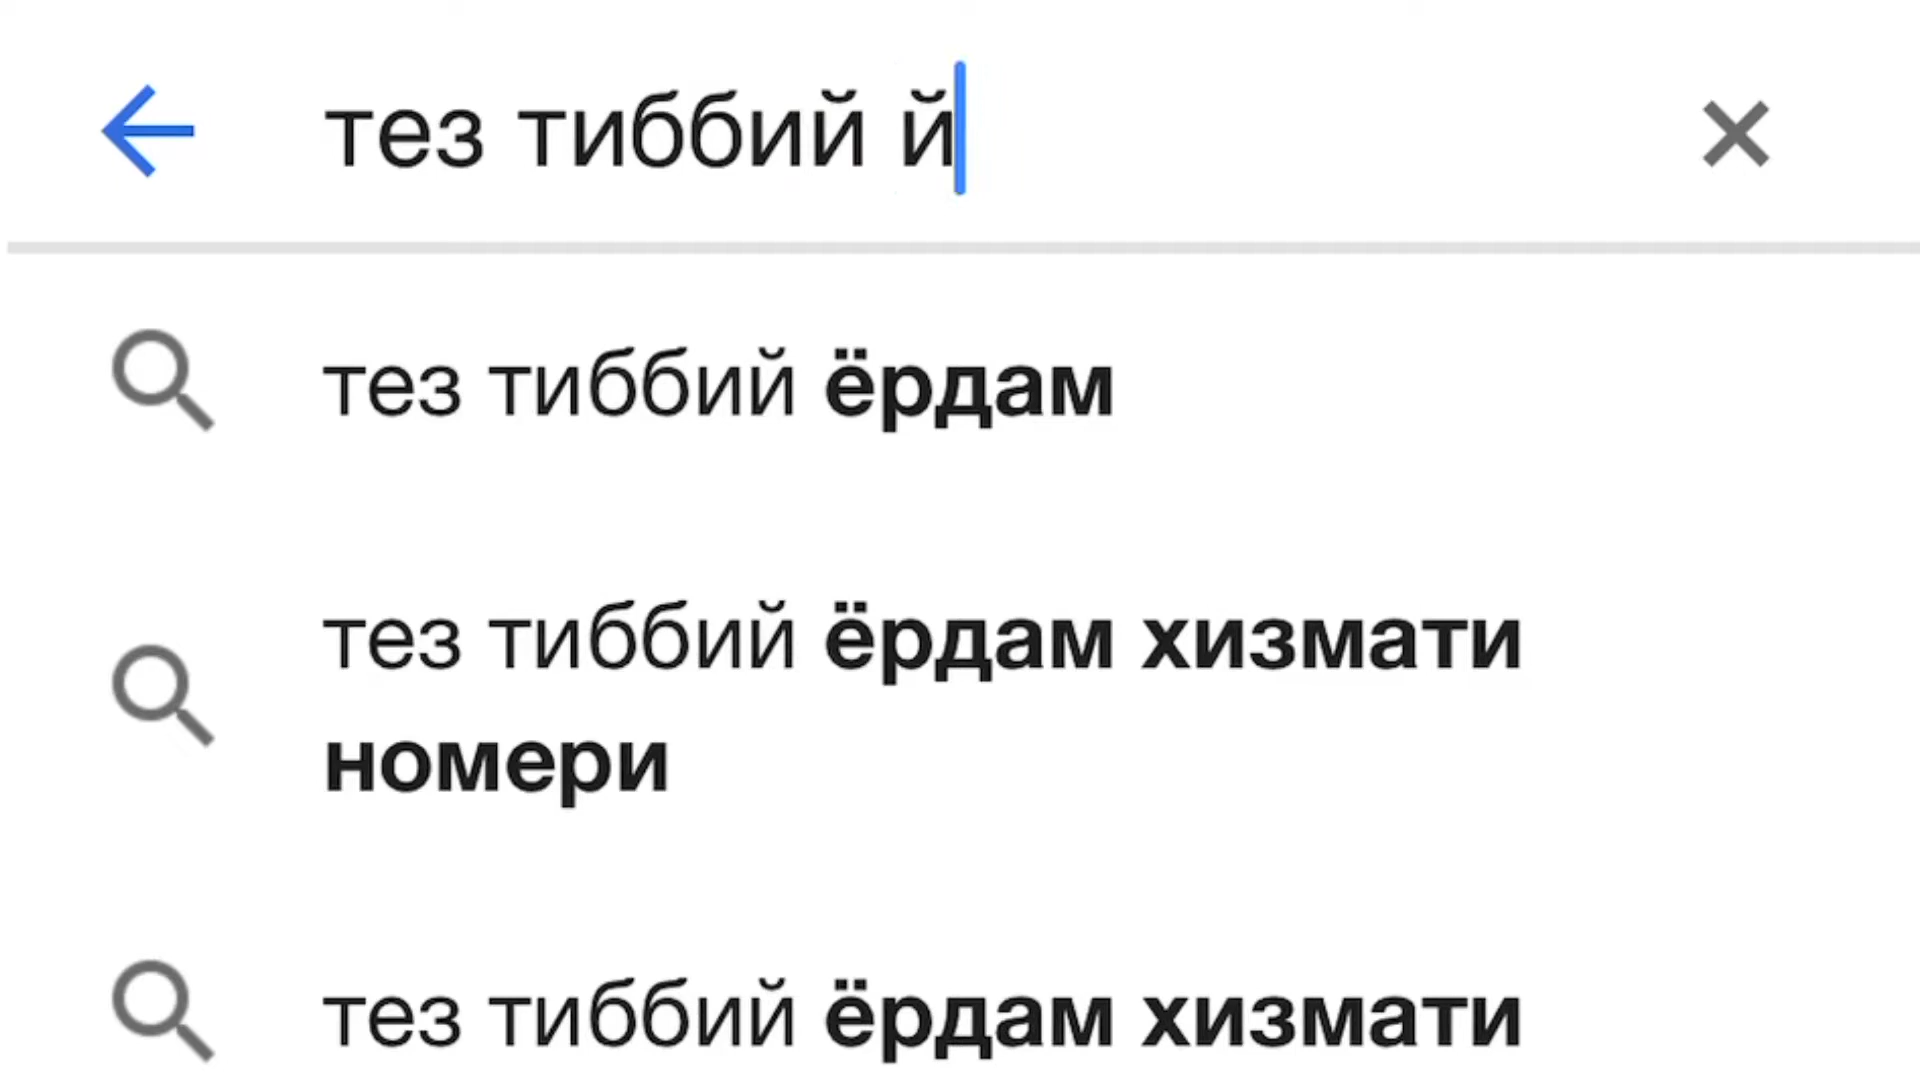 тез тиббий й
тез тиббий ёрдам
тез тиббий ёрдам хизмати
номери
тез тиббий ёрдам хизмати